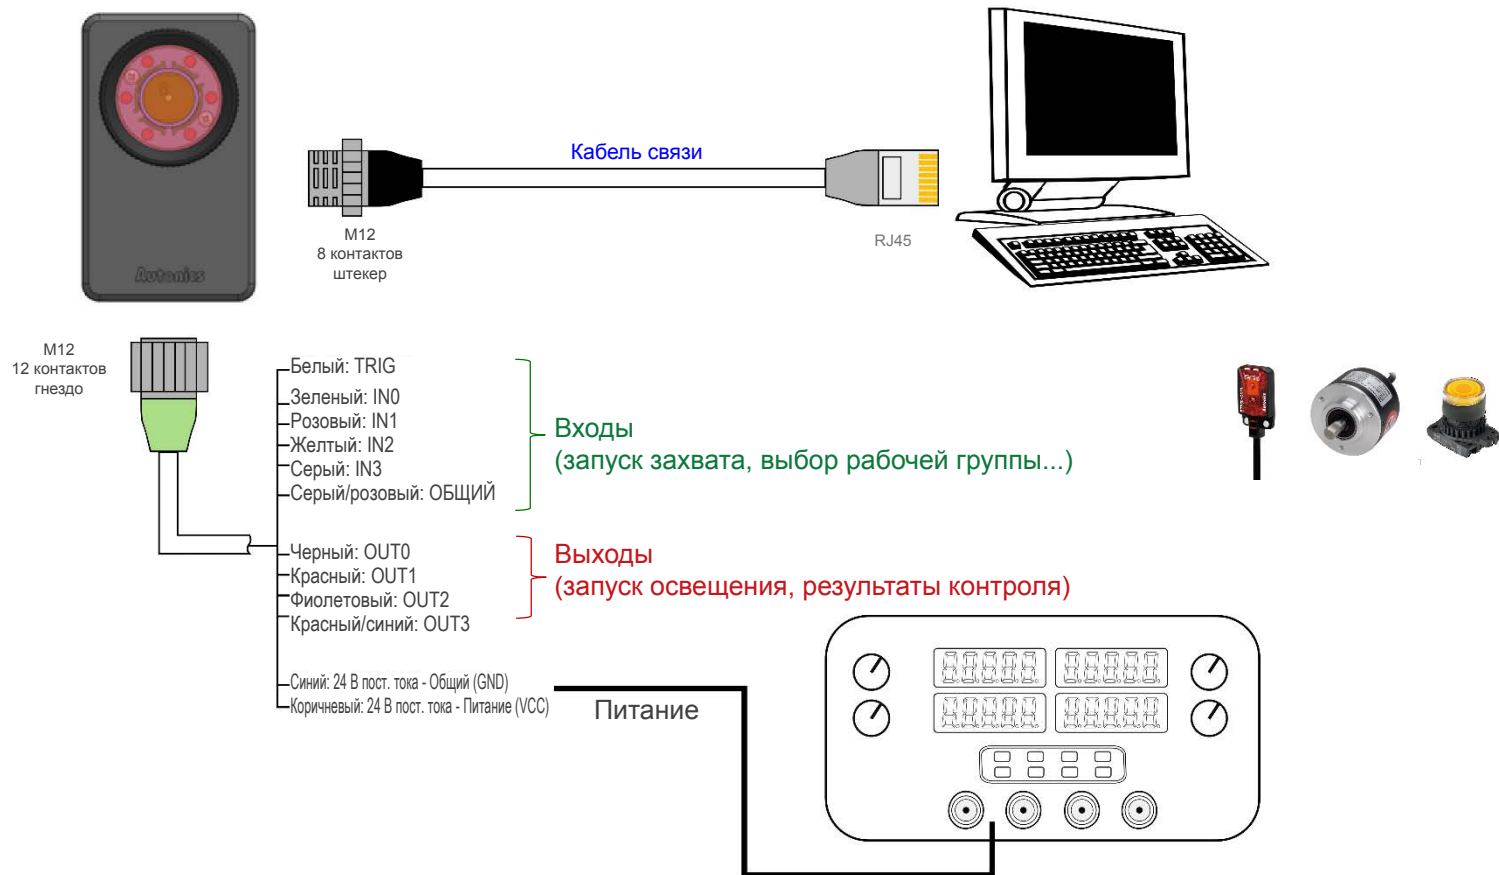 Autonics
Кабель связи
M12
8 контактов
штекер
RJ45
M12
12 контактов
гнездо
Белый: TRIG
Зеленый: IN0
Розовый: IN1
Желтый: IN2
Серый: IN3
Серый/розовый: ОБЩИЙ
Входы
(запуск захвата, выбор рабочей группы...)
Черный: OUT0
Красный: OUT1
Фиолетовый: OUT2
Красный/синий: OUT3
Выходы
(запуск освещения, результаты контроля)
Синий: 24 В пост. тока - Общий (GND)
Коричневый: 24 В пост. тока - Питание (VCC)
Питание